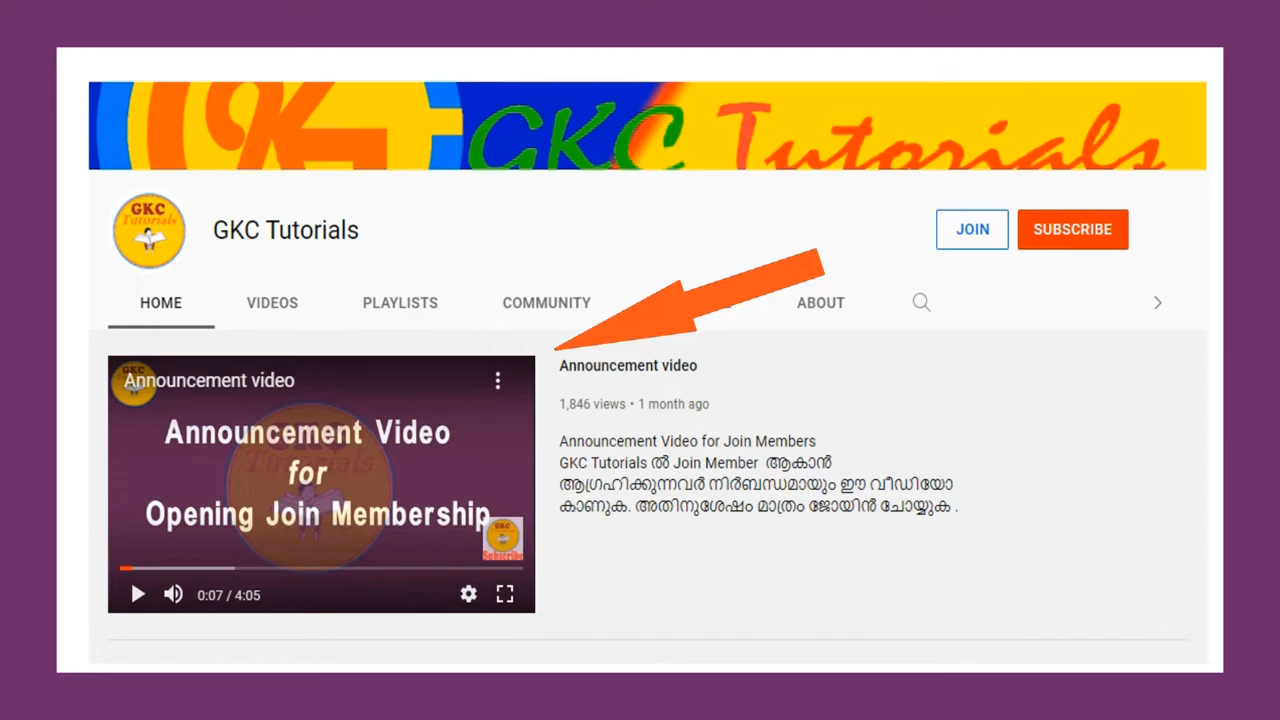 GKC Tutorials
GKC
Tutorials
GKC Tutorials
JOIN
SUBSCRIBE
HOME
VIDEOS
PLAYLISTS
COMMUNITY
ABOUT
Announcement video
Announcement Video
for
Opening Join Membership
GKC
Subscribe
0:07 / 4:05
Announcement video
1,846 views • 1 month ago
Announcement Video for Join Members
GKC Tutorials ൽ Join Member ആകാൻ
ആഗ്രഹിക്കുന്നവർ നിർബന്ധമായും ഈ വീഡിയോ
കാണുക. അതിനുശേഷം മാത്രം ജോയിൻ ചോയ്യുക .